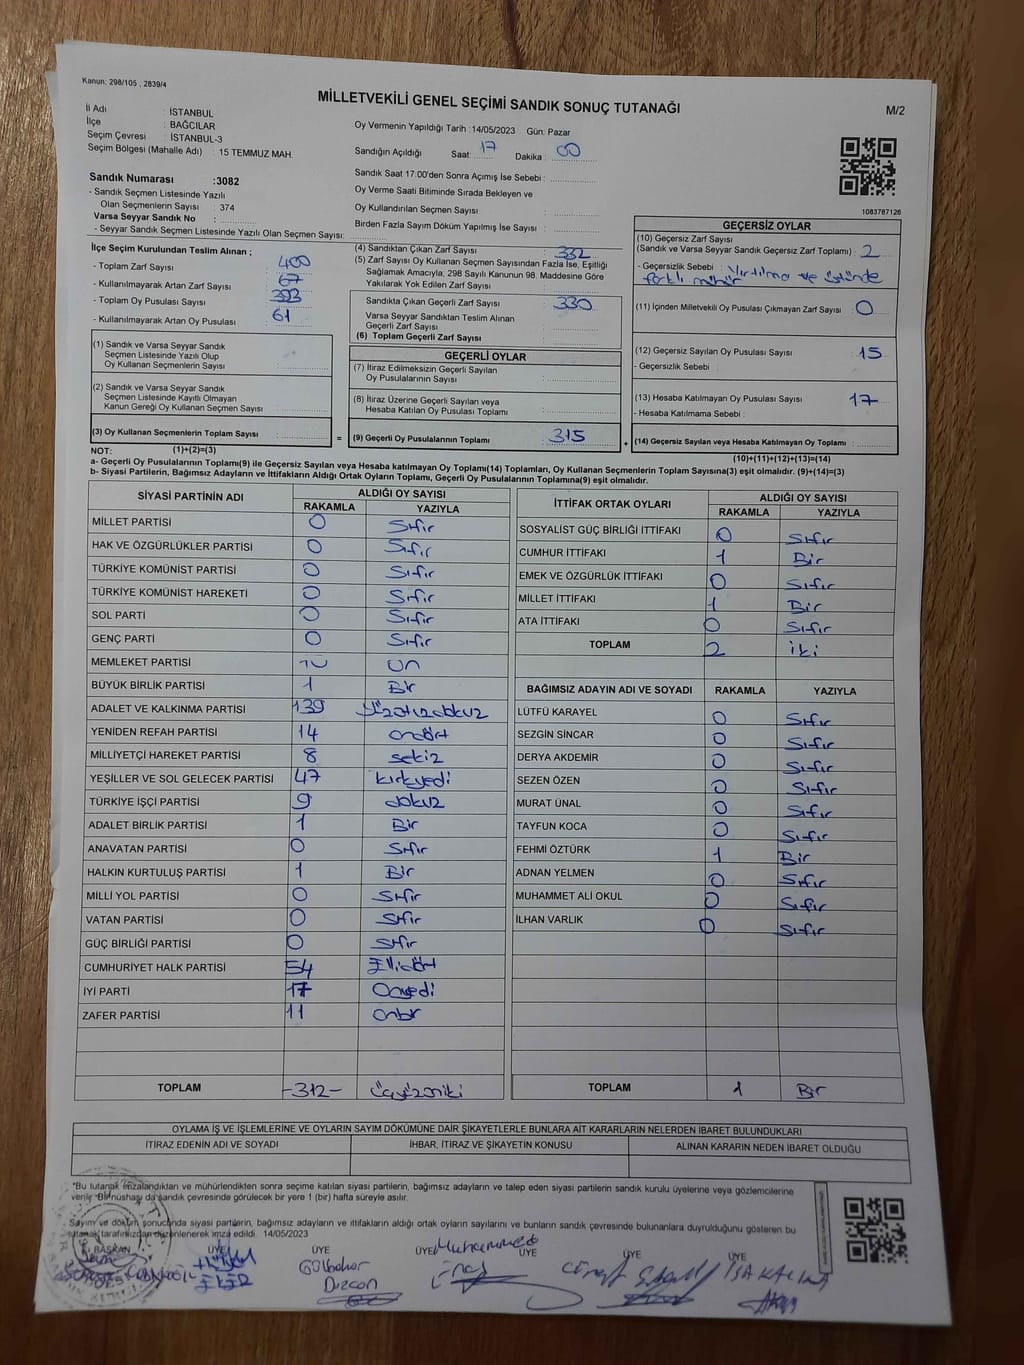 Kanun: 298/105 , 2839/4
MİLLETVEKİLİ GENEL SEÇİMİ SANDIK SONUÇ TUTANAĞI
M/2
İl Adı : İSTANBUL
İlçe : BAĞCILAR
Seçim Çevresi : İSTANBUL-3
Seçim Bölgesi (Mahalle Adı) : 15 TEMMUZ MAH.
Oy Vermenin Yapıldığı Tarih :14/05/2023 Gün: Pazar
Sandığın Açıldığı Saat: 17 Dakika : 00
Sandık Saat 17:00'den Sonra Açımış İse Sebebi :
Oy Verme Saati Bitiminde Sırada Bekleyen ve
Oy Kullandırılan Seçmen Sayısı :
Birden Fazla Sayım Döküm Yapılmış İse Sayısı :
1083787126
Sandık Numarası :3082
- Sandık Seçmen Listesinde Yazılı
Olan Seçmenlerin Sayısı : 374
Varsa Seyyar Sandık No :
- Seyyar Sandık Seçmen Listesinde Yazılı Olan Seçmen Sayısı:
İlçe Seçim Kurulundan Teslim Alınan ;
- Toplam Zarf Sayısı : 400
- Kullanılmayarak Artan Zarf Sayısı : 67
- Toplam Oy Pusulası Sayısı : 393
- Kullanılmayarak Artan Oy Pusulası : 61
(1) Sandık ve Varsa Seyyar Sandık
Seçmen Listesinde Yazılı Olup
Oy Kullanan Seçmenlerin Sayısı :
(2) Sandık ve Varsa Seyyar Sandık
Seçmen Listesinde Kayıtlı Olmayan
Kanun Gereği Oy Kullanan Seçmen Sayısı :
(3) Oy Kullanan Seçmenlerin Toplam Sayısı :
(1)+(2)=(3)
(4) Sandıktan Çıkan Zarf Sayısı : 332
(5) Zarf Sayısı Oy Kullanan Seçmen Sayısından Fazla İse, Eşitliği
Sağlamak Amacıyla; 298 Sayılı Kanunun 98. Maddesine Göre
Yakılarak Yok Edilen Zarf Sayısı :
Sandıkta Çıkan Geçerli Zarf Sayısı : 330
Varsa Seyyar Sandıktan Teslim Alınan
Geçerli Zarf Sayısı :
(6) Toplam Geçerli Zarf Sayısı :
GEÇERLİ OYLAR
(7) İtiraz Edilmeksizin Geçerli Sayılan
Oy Pusulalarının Sayısı :
(8) İtiraz Üzerine Geçerli Sayılan veya
Hesaba Katılan Oy Pusulası Toplamı :
= (9) Geçerli Oy Pusulalarının Toplamı : 315 +
GEÇERSİZ OYLAR
(10) Geçersiz Zarf Sayısı
(Sandık ve Varsa Seyyar Sandık Geçersiz Zarf Toplamı) : 2
- Geçersizlik Sebebi : Yırtılma ve üstünde
farklı mühür
(11) İçinden Milletvekili Oy Pusulası Çıkmayan Zarf Sayısı : 0
(12) Geçersiz Sayılan Oy Pusulası Sayısı : 15
- Geçersizlik Sebebi :
(13) Hesaba Katılmayan Oy Pusulası Sayısı : 17
- Hesaba Katılmama Sebebi :
(14) Geçersiz Sayılan veya Hesaba Katılmayan Oy Toplamı :
(10)+(11)+(12)+(13)=(14)
NOT:
a- Geçerli Oy Pusulalarının Toplamı(9) ile Geçersiz Sayılan veya Hesaba katılmayan Oy Toplamı(14) Toplamları, Oy Kullanan Seçmenlerin Toplam Sayısına(3) eşit olmalıdır. (9)+(14)=(3)
b- Siyasi Partilerin, Bağımsız Adayların ve İttifakların Aldığı Ortak Oyların Toplamı, Geçerli Oy Pusulalarının Toplamına(9) eşit olmalıdır.
SİYASİ PARTİNİN ADI ALDIĞI OY SAYISI
RAKAMLA YAZIYLA
MİLLET PARTİSİ 0 Sıfır
HAK VE ÖZGÜRLÜKLER PARTİSİ 0 Sıfır
TÜRKİYE KOMÜNİST PARTİSİ 0 Sıfır
TÜRKİYE KOMÜNİST HAREKETİ 0 Sıfır
SOL PARTİ 0 Sıfır
GENÇ PARTİ 0 Sıfır
MEMLEKET PARTİSİ 10 on
BÜYÜK BİRLİK PARTİSİ 1 Bir
ADALET VE KALKINMA PARTİSİ 139 Yüzotuzdokuz
YENİDEN REFAH PARTİSİ 14 ondört
MİLLİYETÇİ HAREKET PARTİSİ 8 sekiz
YEŞİLLER VE SOL GELECEK PARTİSİ 47 kırkyedi
TÜRKİYE İŞÇİ PARTİSİ 9 dokuz
ADALET BİRLİK PARTİSİ 1 Bir
ANAVATAN PARTİSİ 0 Sıfır
HALKIN KURTULUŞ PARTİSİ 1 Bir
MİLLİ YOL PARTİSİ 0 Sıfır
VATAN PARTİSİ 0 Sıfır
GÜÇ BİRLİĞİ PARTİSİ 0 Sıfır
CUMHURİYET HALK PARTİSİ 54 Ellidört
İYİ PARTİ 17 Onyedi
ZAFER PARTİSİ 11 onbir
TOPLAM -312- Üçyüzoniki
İTTİFAK ORTAK OYLARI ALDIĞI OY SAYISI
RAKAMLA YAZIYLA
SOSYALİST GÜÇ BİRLİĞİ İTTİFAKI 0 Sıfır
CUMHUR İTTİFAKI 1 Bir
EMEK VE ÖZGÜRLÜK İTTİFAKI 0 Sıfır
MİLLET İTTİFAKI 1 Bir
ATA İTTİFAKI 0 Sıfır
TOPLAM 2 iki
BAĞIMSIZ ADAYIN ADI VE SOYADI RAKAMLA YAZIYLA
LÜTFÜ KARAYEL 0 Sıfır
SEZGİN SİNCAR 0 Sıfır
DERYA AKDEMİR 0 Sıfır
SEZEN ÖZEN 0 Sıfır
MURAT ÜNAL 0 Sıfır
TAYFUN KOCA 0 Sıfır
FEHMİ ÖZTÜRK 1 Bir
ADNAN YELMEN 0 Sıfır
MUHAMMET ALİ OKUL 0 Sıfır
İLHAN VARLIK 0 Sıfır
TOPLAM 1 Bir
OYLAMA İŞ VE İŞLEMLERİNE VE OYLARIN SAYIM DÖKÜMÜNE DAİR ŞİKAYETLERLE BUNLARA AİT KARARLARIN NELERDEN İBARET BULUNDUKLARI
İTİRAZ EDENİN ADI VE SOYADI İHBAR, İTİRAZ VE ŞİKAYETİN KONUSU ALINAN KARARIN NEDEN İBARET OLDUĞU
*Bu tutanak imzalandıktan ve mühürlendikten sonra seçime katılan siyasi partilerin, bağımsız adayların ve talep eden siyasi partilerin sandık kurulu üyelerine veya gözlemcilerine
verilir. Bir nüshası da sandık çevresinde görülecek bir yere 1 (bir) hafta süreyle asılır.
Sayım ve döküm sonucunda siyasi partilerin, bağımsız adayların ve ittifakların aldığı ortak oyların sayılarını ve bunların sandık çevresinde bulunanlara duyrulduğunu gösteren bu
tutanak tarafımızdan düzenlenerek imza edildi. 14/05/2023
BAŞKAN ÜYE ÜYE ÜYE ÜYE ÜYE ÜYE
Gülbahar
Dizcan
Muhammed
İSA KALINA